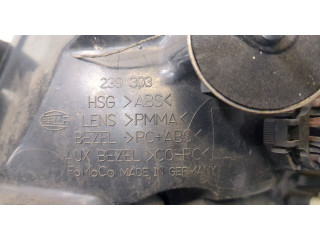 239 303
HSG >ABS<
LENS >PMMA<
BEZEL >PC+ABS<
AUX BEZEL >CO-PC<
FoMoCo MADE IN GERMANY